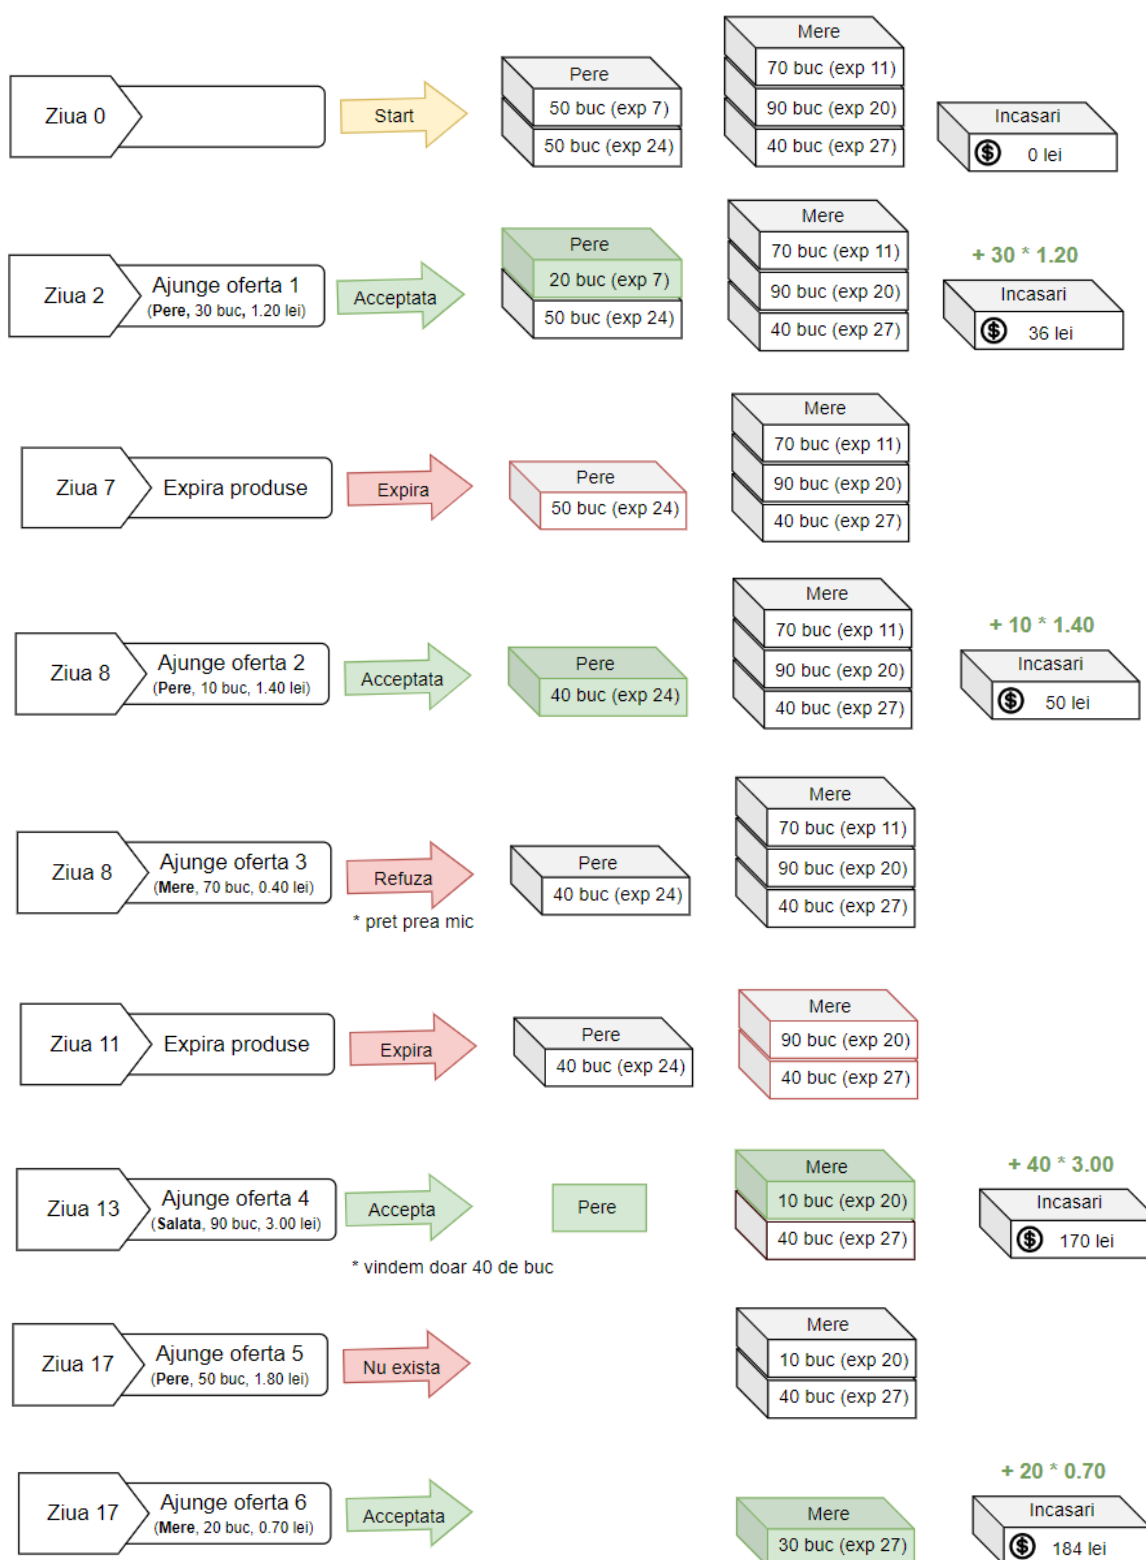 Ziua 0
Start
Pere
50 buc (exp 7)
50 buc (exp 24)
Mere
70 buc (exp 11)
90 buc (exp 20)
40 buc (exp 27)
Incasari
0 lei
Ziua 2
Ajunge oferta 1
(Pere, 30 buc, 1.20 lei)
Acceptata
Pere
20 buc (exp 7)
50 buc (exp 24)
Mere
70 buc (exp 11)
90 buc (exp 20)
40 buc (exp 27)
+ 30 * 1.20
Incasari
36 lei
Ziua 7
Expira produse
Expira
Pere
50 buc (exp 24)
Mere
70 buc (exp 11)
90 buc (exp 20)
40 buc (exp 27)
Ziua 8
Ajunge oferta 2
(Pere, 10 buc, 1.40 lei)
Acceptata
Pere
40 buc (exp 24)
Mere
70 buc (exp 11)
90 buc (exp 20)
40 buc (exp 27)
+ 10 * 1.40
Incasari
50 lei
Ziua 8
Ajunge oferta 3
(Mere, 70 buc, 0.40 lei)
Refuza
* pret prea mic
Pere
40 buc (exp 24)
Mere
70 buc (exp 11)
90 buc (exp 20)
40 buc (exp 27)
Ziua 11
Expira produse
Expira
Pere
40 buc (exp 24)
Mere
90 buc (exp 20)
40 buc (exp 27)
Ziua 13
Ajunge oferta 4
(Salata, 90 buc, 3.00 lei)
Accepta
* vindem doar 40 de buc
Pere
Mere
10 buc (exp 20)
40 buc (exp 27)
+ 40 * 3.00
Incasari
170 lei
Ziua 17
Ajunge oferta 5
(Pere, 50 buc, 1.80 lei)
Nu exista
Mere
10 buc (exp 20)
40 buc (exp 27)
Ziua 17
Ajunge oferta 6
(Mere, 20 buc, 0.70 lei)
Acceptata
Mere
30 buc (exp 27)
+ 20 * 0.70
Incasari
184 lei